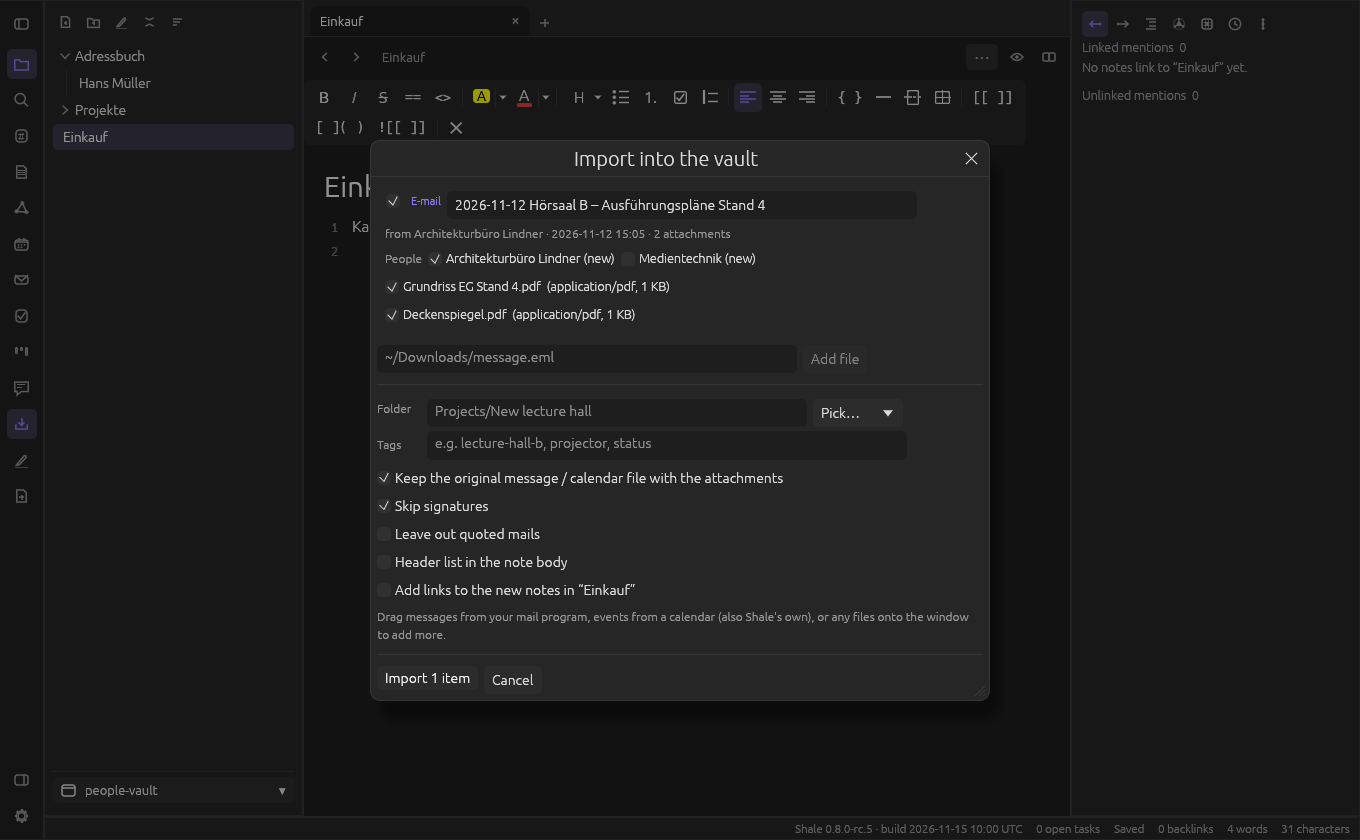 Einkauf ×
Adressbuch
Hans Müller
Projekte
Einkauf
Einkauf
B I S == <> A A H 1. { } [[ ]]
[ ]( ) ![[ ]]
1 Ka
2
Linked mentions 0
No notes link to “Einkauf” yet.
Unlinked mentions 0
Import into the vault
E-mail 2026-11-12 Hörsaal B – Ausführungspläne Stand 4
from Architekturbüro Lindner · 2026-11-12 15:05 · 2 attachments
People Architekturbüro Lindner (new) Medientechnik (new)
Grundriss EG Stand 4.pdf (application/pdf, 1 KB)
Deckenspiegel.pdf (application/pdf, 1 KB)
~/Downloads/message.eml Add file
Folder Projects/New lecture hall Pick…
Tags e.g. lecture-hall-b, projector, status
Keep the original message / calendar file with the attachments
Skip signatures
Leave out quoted mails
Header list in the note body
Add links to the new notes in “Einkauf”
Drag messages from your mail program, events from a calendar (also Shale's own), or any files onto the window
to add more.
Import 1 item Cancel
people-vault
Shale 0.8.0-rc.5 · build 2026-11-15 10:00 UTC 0 open tasks Saved 0 backlinks 4 words 31 characters